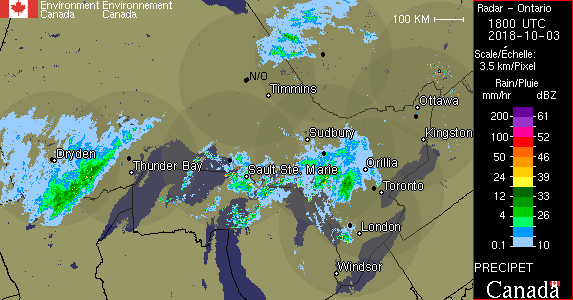 Environment Environnement
Canada Canada
100 KM
N/O
Timmins
Ottawa
Sudbury
Kingston
Dryden
Thunder Bay
Sault Ste. Marie
Orillia
Toronto
London
Windsor
Radar - Ontario
1800 UTC
2018-10-03
Scale/Échelle:
3.5 km/Pixel
Rain/Pluie
mm/hr dBZ
200 61
100 52
50 46
24 39
12 33
4 26
2 20
0.1 10
PRECIPET
Canada